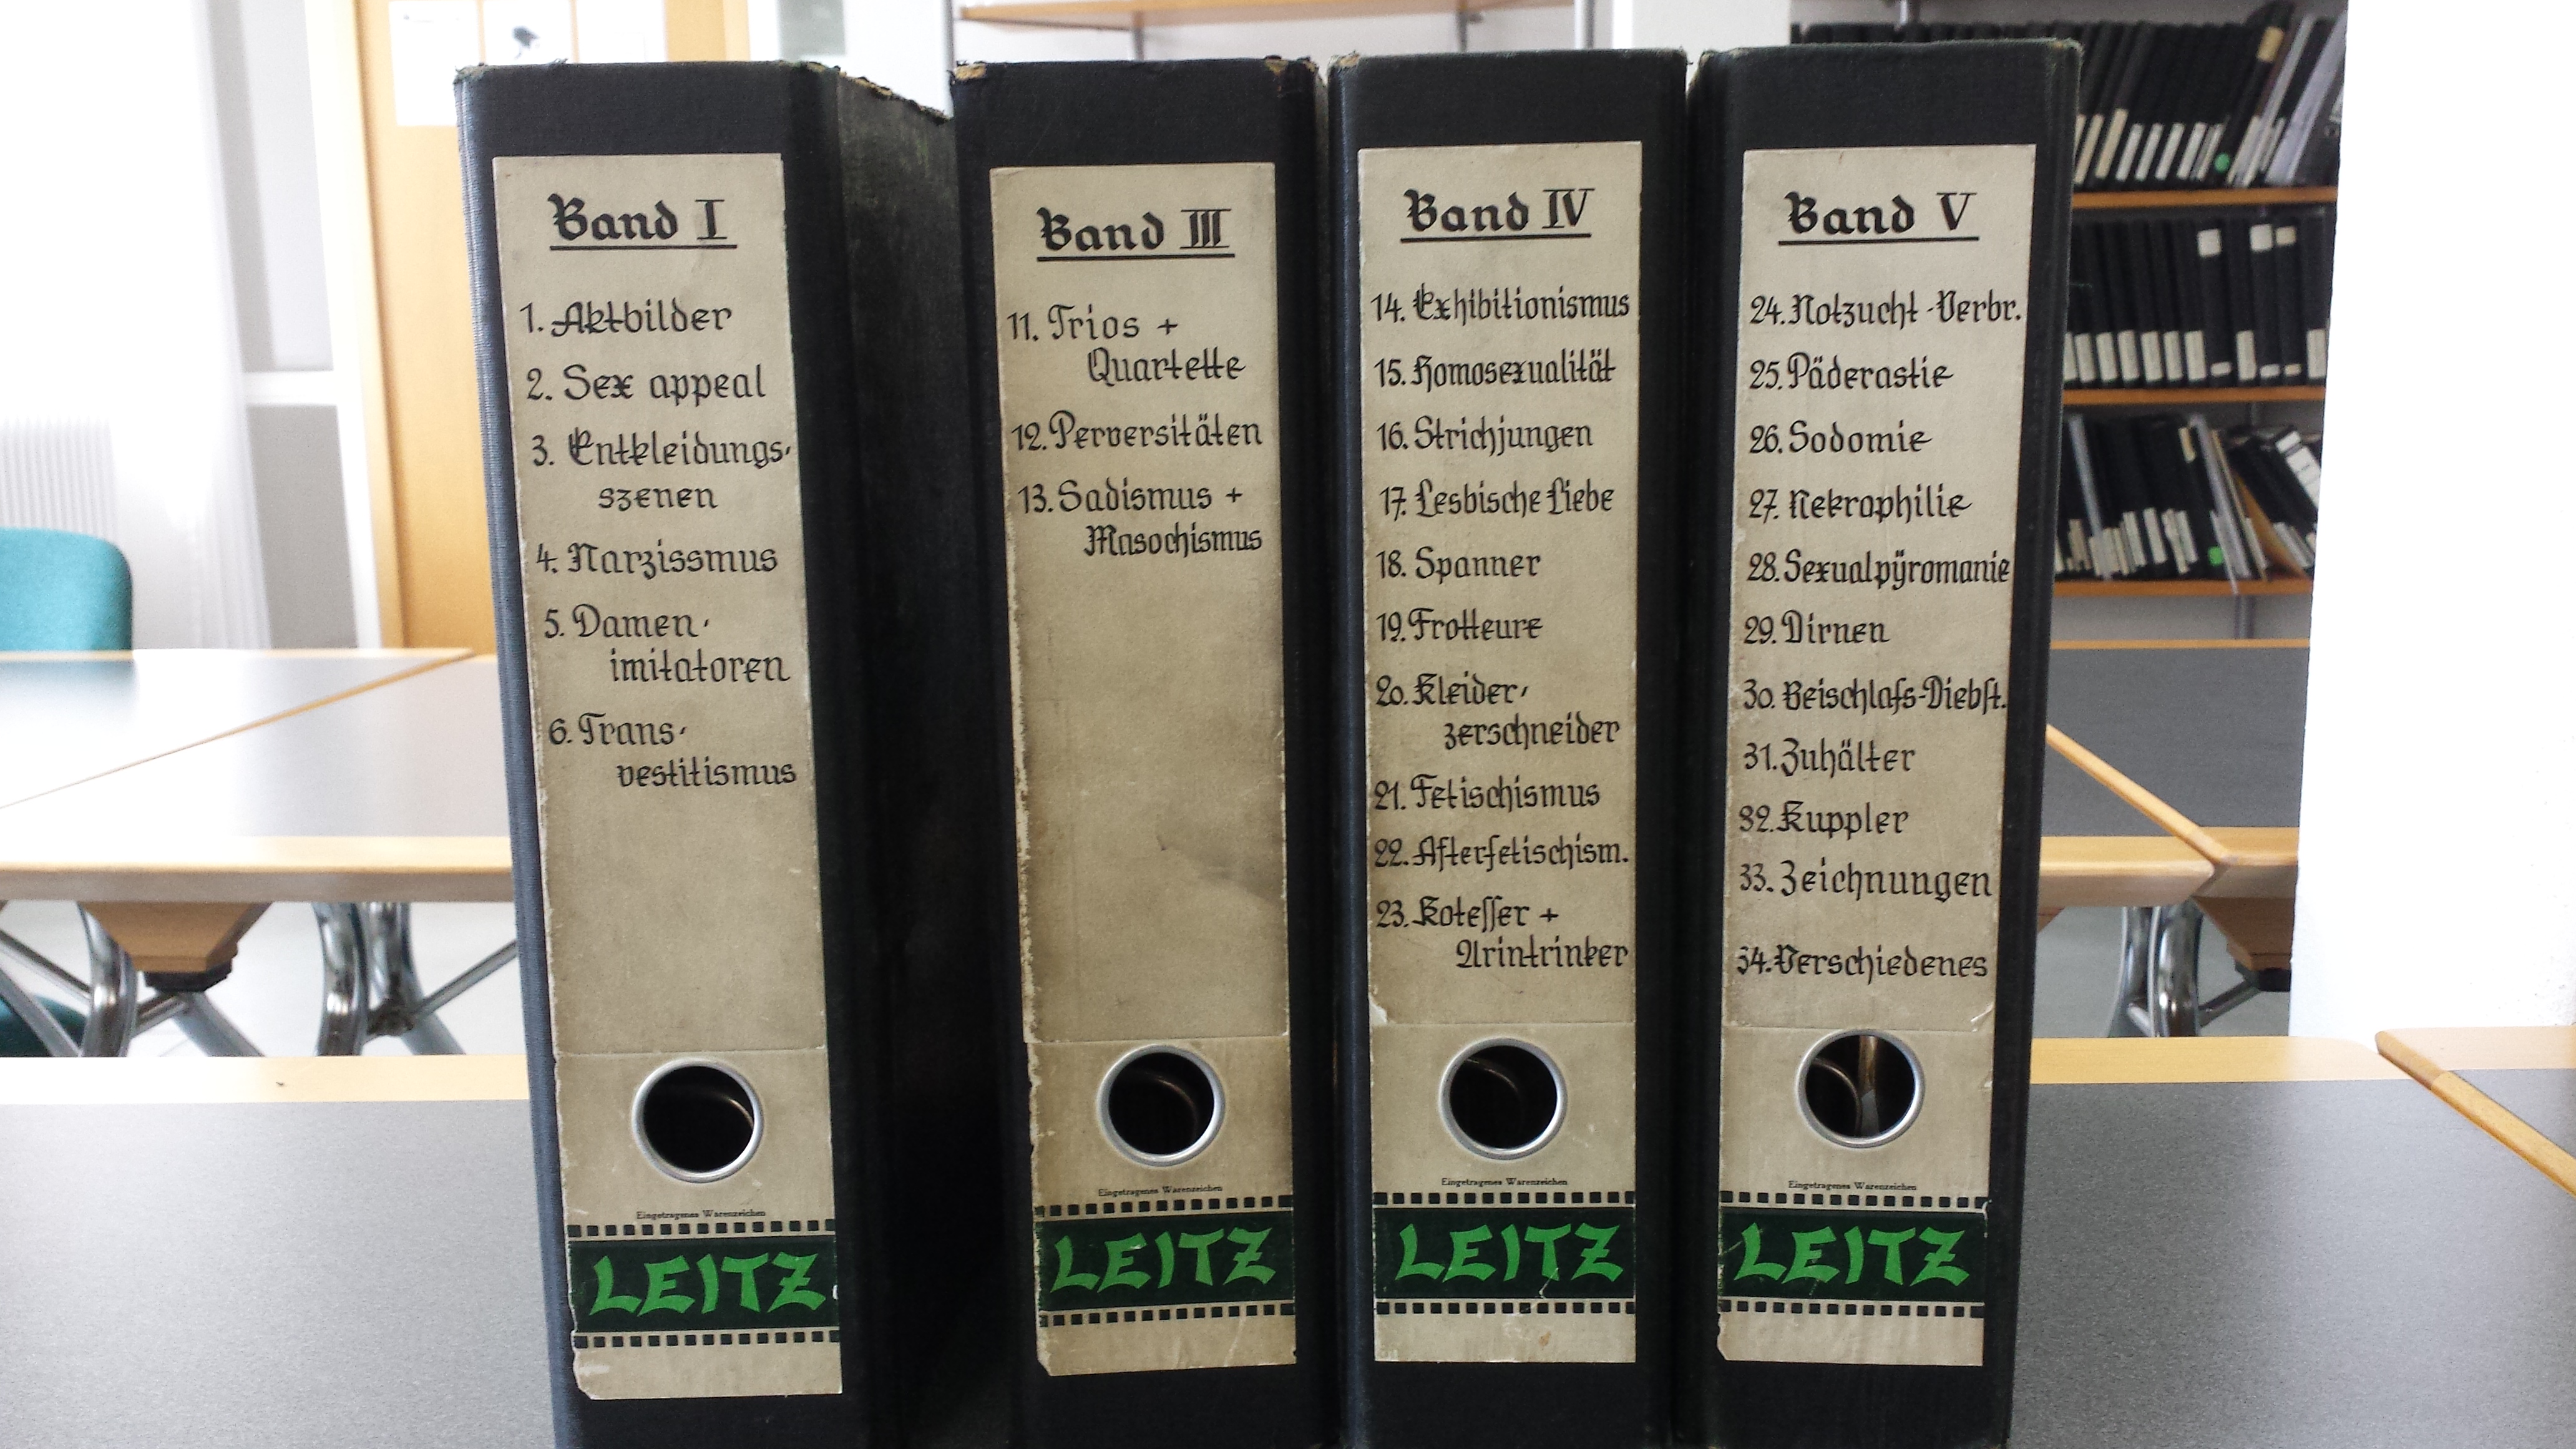 Band I
1. Aktbilder
2. Sex appeal
3. Entkleidungs-
szenen
4. Narzissmus
5. Damen-
imitatoren
6. Trans-
vestitismus
Eingetragenes Warenzeichen
LEITZ
Band III
11. Trios +
Quartette
12. Perversitäten
13. Sadismus +
Masochismus
Eingetragenes Warenzeichen
LEITZ
Band IV
14. Exhibitionismus
15. Homosexualität
16. Strichjungen
17. Lesbische Liebe
18. Spanner
19. Frotteure
20. Kleider-
zerschneider
21. Fetischismus
22. Afterfetischism.
23. Koteſſer +
Urintrinker
Eingetragenes Warenzeichen
LEITZ
Band V
24. Notzucht-Verbr.
25. Päderastie
26. Sodomie
27. Nekrophilie
28. Sexualpÿromanie
29. Dirnen
30. Beischlafs-Diebſt.
31. Zuhälter
32. Kuppler
33. Zeichnungen
34. Verschiedenes
Eingetragenes Warenzeichen
LEITZ